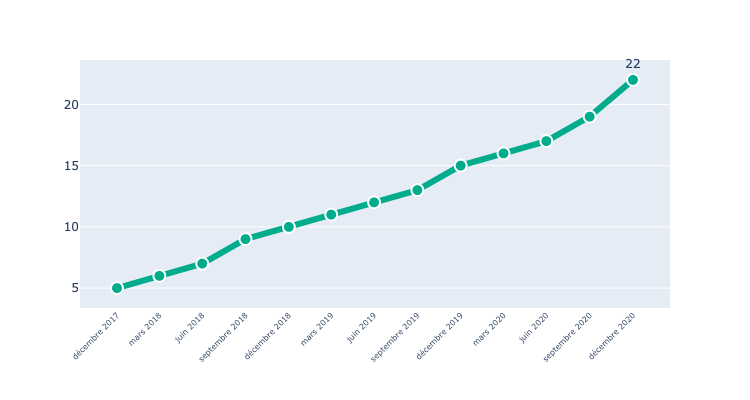 22
20
15
10
5
décembre 2017
mars 2018
juin 2018
septembre 2018
décembre 2018
mars 2019
juin 2019
septembre 2019
décembre 2019
mars 2020
juin 2020
septembre 2020
décembre 2020